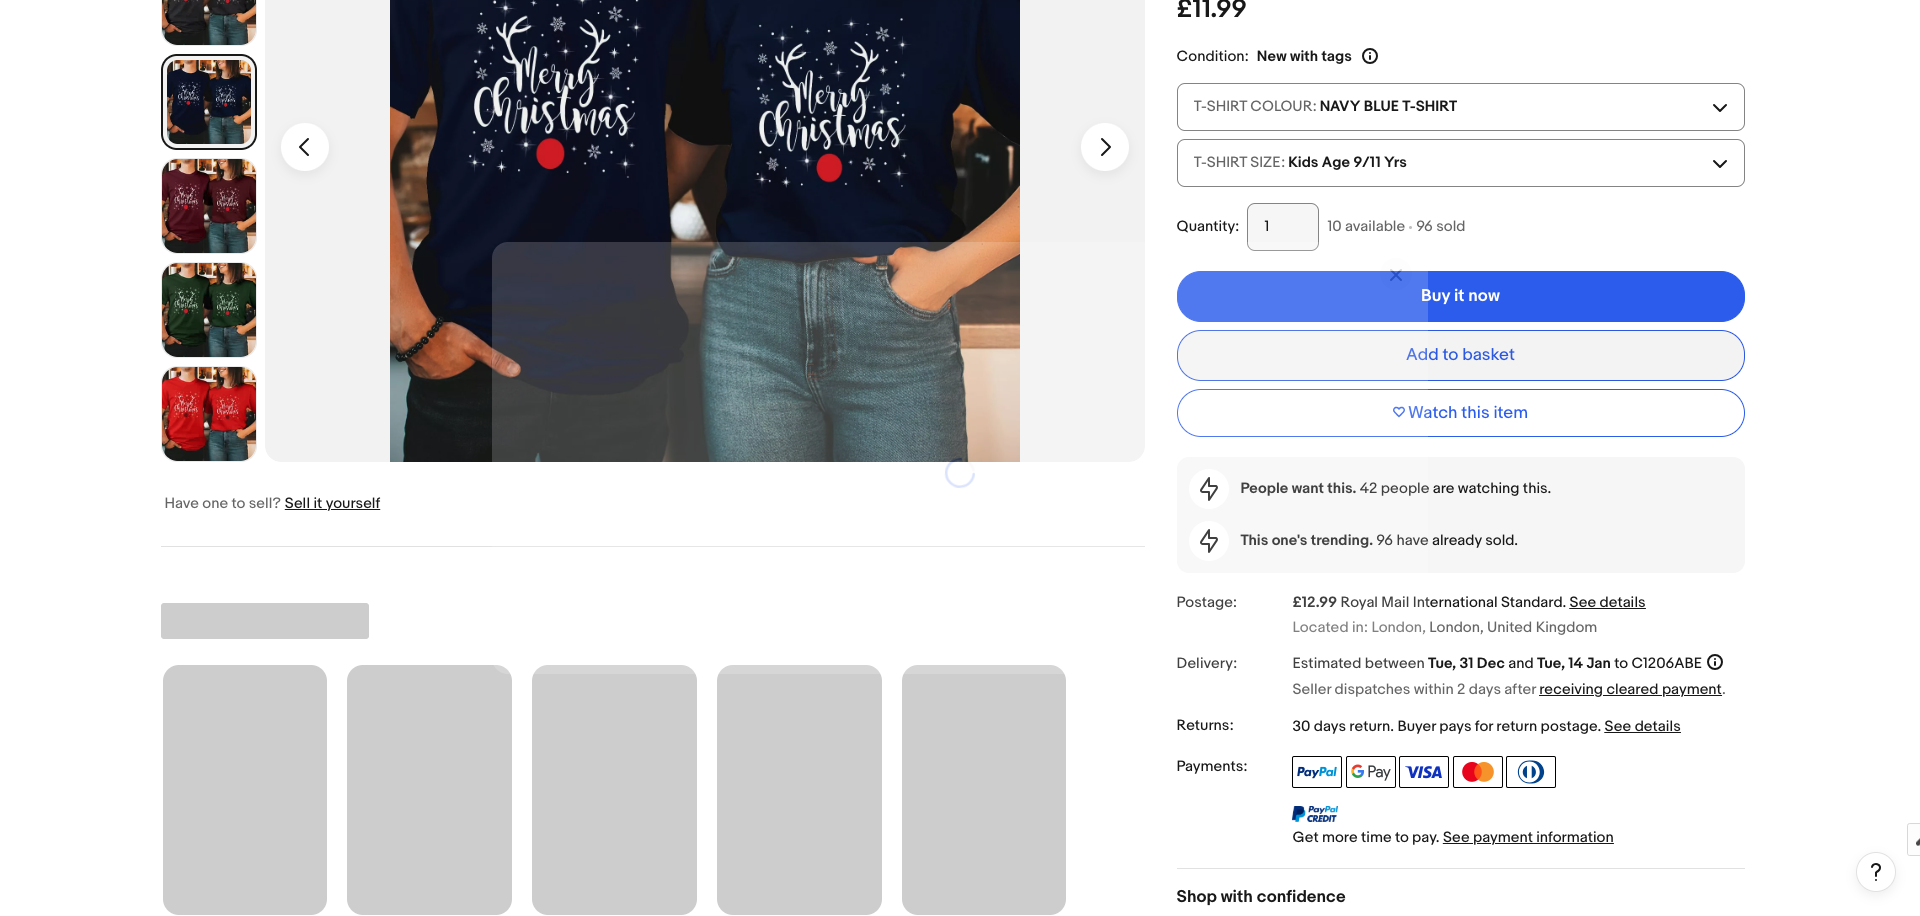 £11.99
Condition: New with tags
T-SHIRT COLOUR: NAVY BLUE T-SHIRT
T-SHIRT SIZE: Kids Age 9/11 Yrs
Quantity: 1 10 available · 96 sold
Buy it now
Add to basket
Watch this item
People want this. 42 people are watching this.
This one's trending. 96 have already sold.
Postage: £12.99 Royal Mail International Standard. See details
Located in: London, London, United Kingdom
Delivery: Estimated between Tue, 31 Dec and Tue, 14 Jan to C1206ABE
Seller dispatches within 2 days after receiving cleared payment.
Returns: 30 days return. Buyer pays for return postage. See details
Payments: PayPal G Pay VISA
PayPal CREDIT
Get more time to pay. See payment information
Shop with confidence
Merry Christmas
Merry Christmas
Have one to sell? Sell it yourself
?